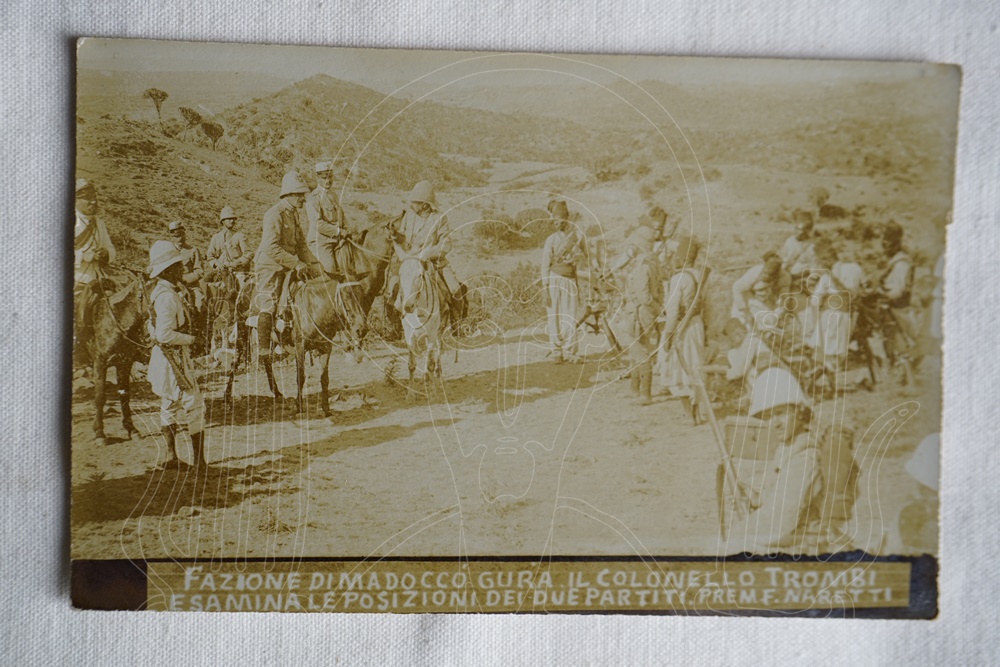 FAZIONE DI MADOCCO GURA IL COLONELLO TROMBI
ESAMINA LE POSIZIONI DEI DUE PARTITI, PREM. F. NARETTI